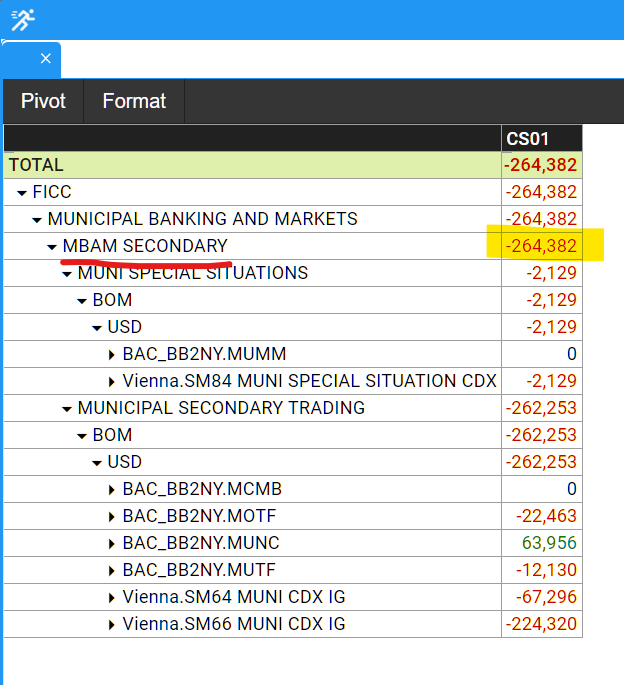 Pivot Format
CS01
TOTAL -264,382
FICC -264,382
MUNICIPAL BANKING AND MARKETS -264,382
MBAM SECONDARY -264,382
MUNI SPECIAL SITUATIONS -2,129
BOM -2,129
USD -2,129
BAC_BB2NY.MUMM 0
Vienna.SM84 MUNI SPECIAL SITUATION CDX -2,129
MUNICIPAL SECONDARY TRADING -262,253
BOM -262,253
USD -262,253
BAC_BB2NY.MCMB 0
BAC_BB2NY.MOTF -22,463
BAC_BB2NY.MUNC 63,956
BAC_BB2NY.MUTF -12,130
Vienna.SM64 MUNI CDX IG -67,296
Vienna.SM66 MUNI CDX IG -224,320